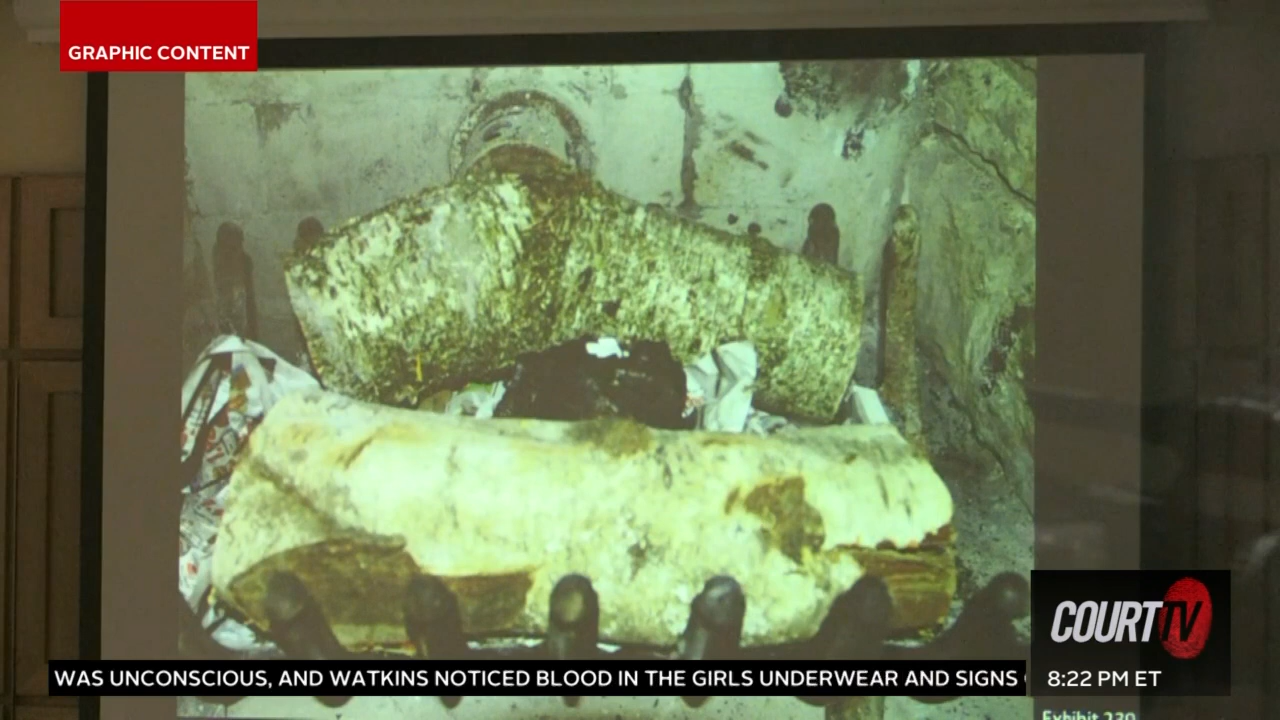 GRAPHIC CONTENT
COURT TV
WAS UNCONSCIOUS, AND WATKINS NOTICED BLOOD IN THE GIRLS UNDERWEAR AND SIGNS
8:22 PM ET
Exhibit 230